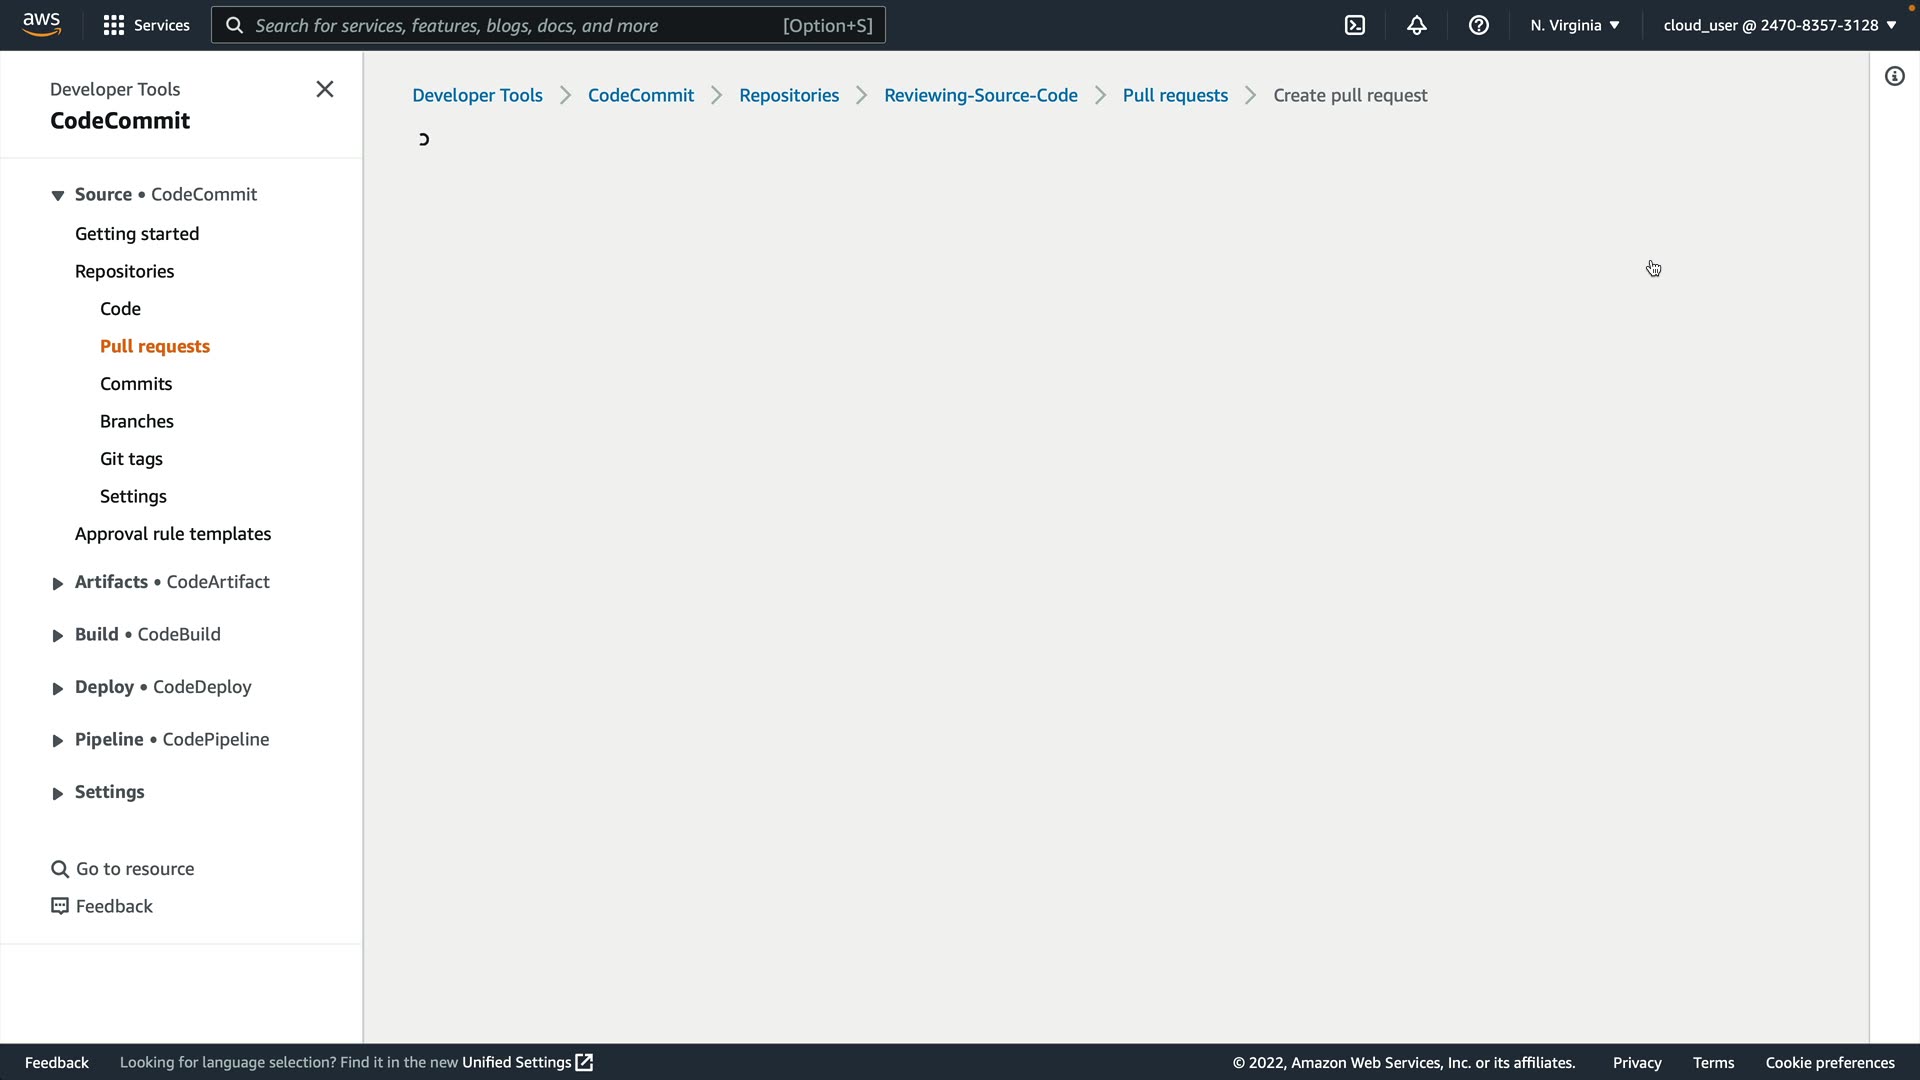 aws
Services
Search for services, features, blogs, docs, and more [Option+S]
N. Virginia
cloud_user @ 2470-8357-3128
Developer Tools
CodeCommit
Source • CodeCommit
Getting started
Repositories
Code
Pull requests
Commits
Branches
Git tags
Settings
Approval rule templates
Artifacts • CodeArtifact
Build • CodeBuild
Deploy • CodeDeploy
Pipeline • CodePipeline
Settings
Go to resource
Feedback
Developer Tools > CodeCommit > Repositories > Reviewing-Source-Code > Pull requests > Create pull request
Feedback
Looking for language selection? Find it in the new Unified Settings
© 2022, Amazon Web Services, Inc. or its affiliates.
Privacy
Terms
Cookie preferences